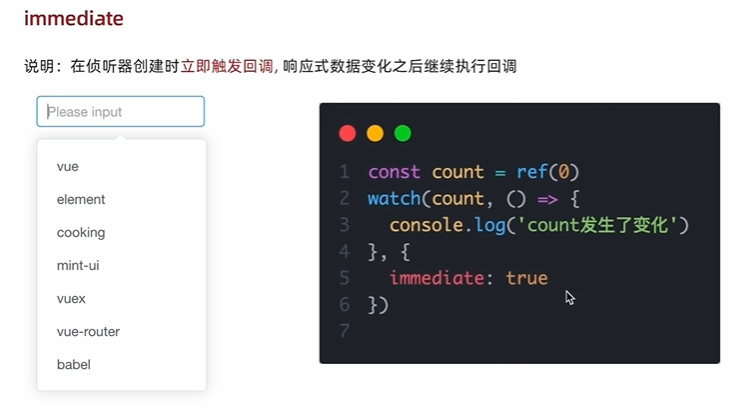 immediate
说明：在侦听器创建时立即触发回调, 响应式数据变化之后继续执行回调
Please input
vue
element
cooking
mint-ui
vuex
vue-router
babel
1 const count = ref(0)
2 watch(count, () => {
3   console.log('count发生了变化')
4 }, {
5   immediate: true
6 })
7